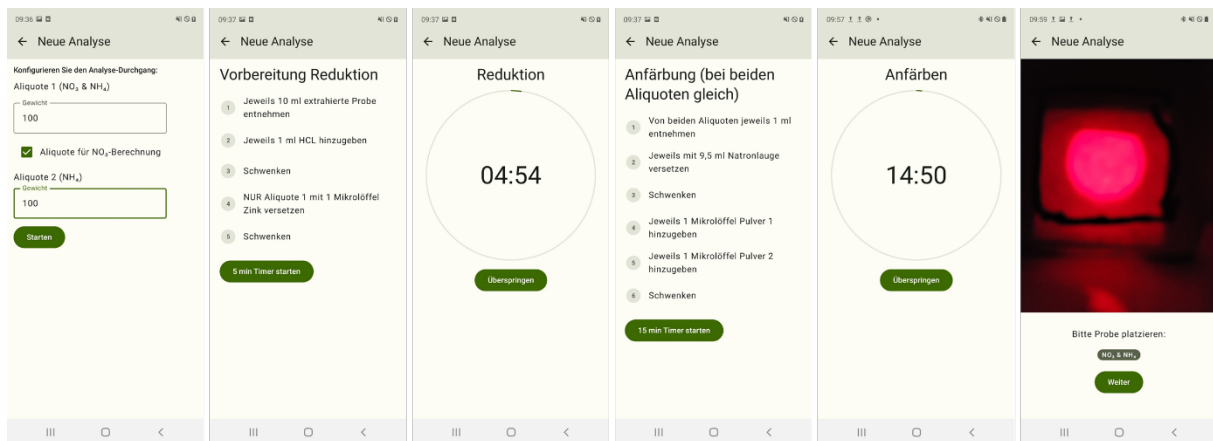 09:36
Neue Analyse
Konfigurieren Sie den Analyse-Durchgang:
Aliquote 1 (NO₃ & NH₄)
Gewicht
100
Aliquote für NO₃-Berechnung
Aliquote 2 (NH₄)
Gewicht
100
Starten
09:37
Neue Analyse
Vorbereitung Reduktion
1 Jeweils 10 ml extrahierte Probe
entnehmen
2 Jeweils 1 ml HCL hinzugeben
3 Schwenken
4 NUR Aliquote 1 mit 1 Mikrolöffel
Zink versetzen
5 Schwenken
5 min Timer starten
09:37
Neue Analyse
Reduktion
04:54
Überspringen
09:37
Neue Analyse
Anfärbung (bei beiden
Aliquoten gleich)
1 Von beiden Aliquoten jeweils 1 ml
entnehmen
2 Jeweils mit 9,5 ml Natronlauge
versetzen
3 Schwenken
4 Jeweils 1 Mikrolöffel Pulver 1
hinzugeben
5 Jeweils 1 Mikrolöffel Pulver 2
hinzugeben
6 Schwenken
15 min Timer starten
09:57
Neue Analyse
Anfärben
14:50
Überspringen
09:59
Neue Analyse
Bitte Probe platzieren:
NO₃ & NH₄
Weiter